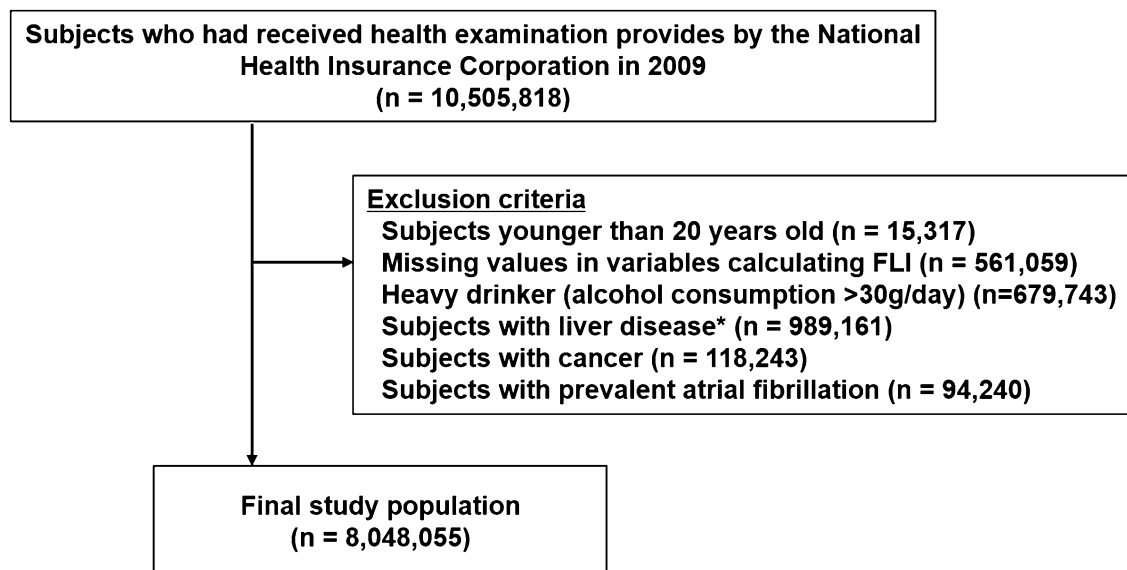 Subjects who had received health examination provides by the National
Health Insurance Corporation in 2009
(n = 10,505,818)
Exclusion criteria
Subjects younger than 20 years old (n = 15,317)
Missing values in variables calculating FLI (n = 561,059)
Heavy drinker (alcohol consumption >30g/day) (n=679,743)
Subjects with liver disease* (n = 989,161)
Subjects with cancer (n = 118,243)
Subjects with prevalent atrial fibrillation (n = 94,240)
Final study population
(n = 8,048,055)